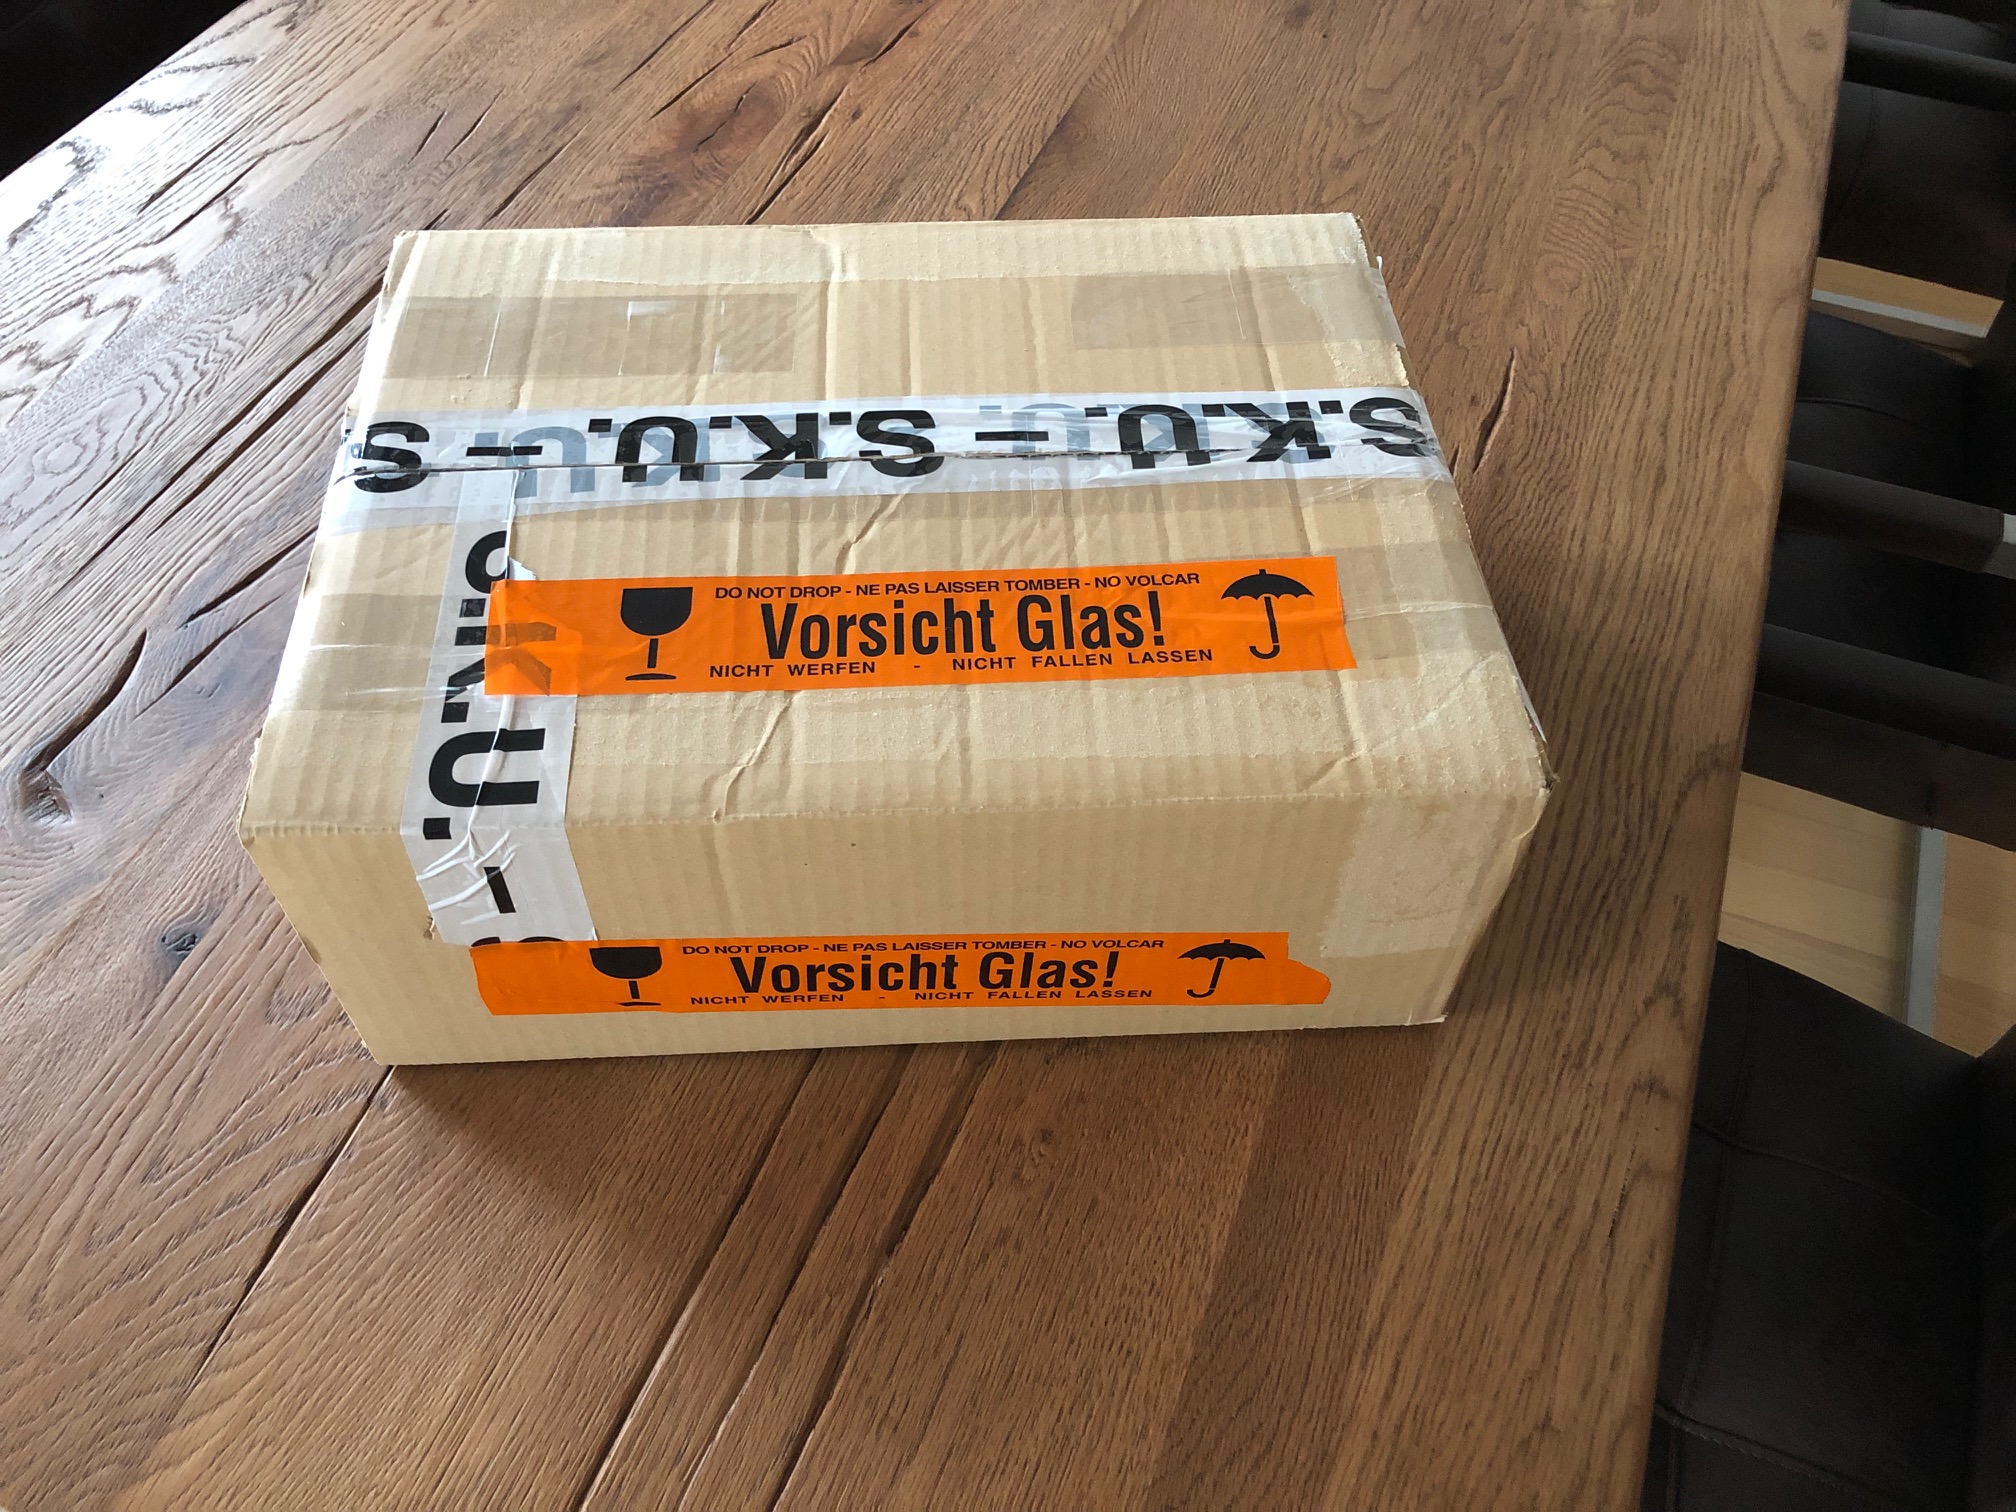 S.K.U. – S.K.U. – S
S.K.U. –
DO NOT DROP - NE PAS LAISSER TOMBER - NO VOLCAR
Vorsicht Glas!
NICHT WERFEN - NICHT FALLEN LASSEN
DO NOT DROP - NE PAS LAISSER TOMBER - NO VOLCAR
Vorsicht Glas!
NICHT WERFEN - NICHT FALLEN LASSEN